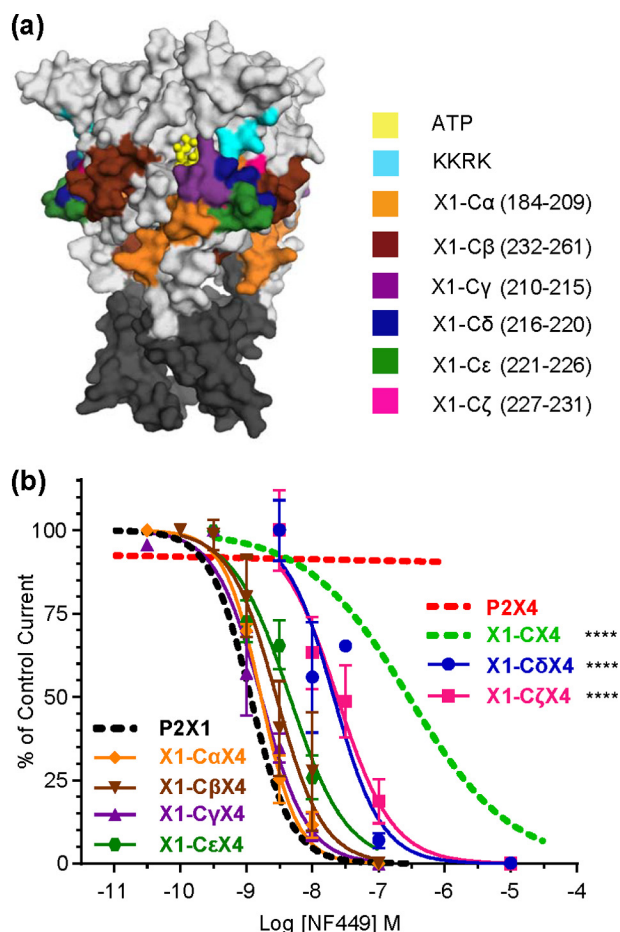 (a)
ATP
KKRK
X1-Cα (184-209)
X1-Cβ (232-261)
X1-Cγ (210-215)
X1-Cδ (216-220)
X1-Cε (221-226)
X1-Cζ (227-231)
(b)
% of Control Current
100
75
50
25
0
P2X4
X1-CX4 ****
X1-CδX4 ****
X1-CζX4 ****
P2X1
X1-CαX4
X1-CβX4
X1-CγX4
X1-CεX4
-11 -10 -9 -8 -7 -6 -5 -4
Log [NF449] M